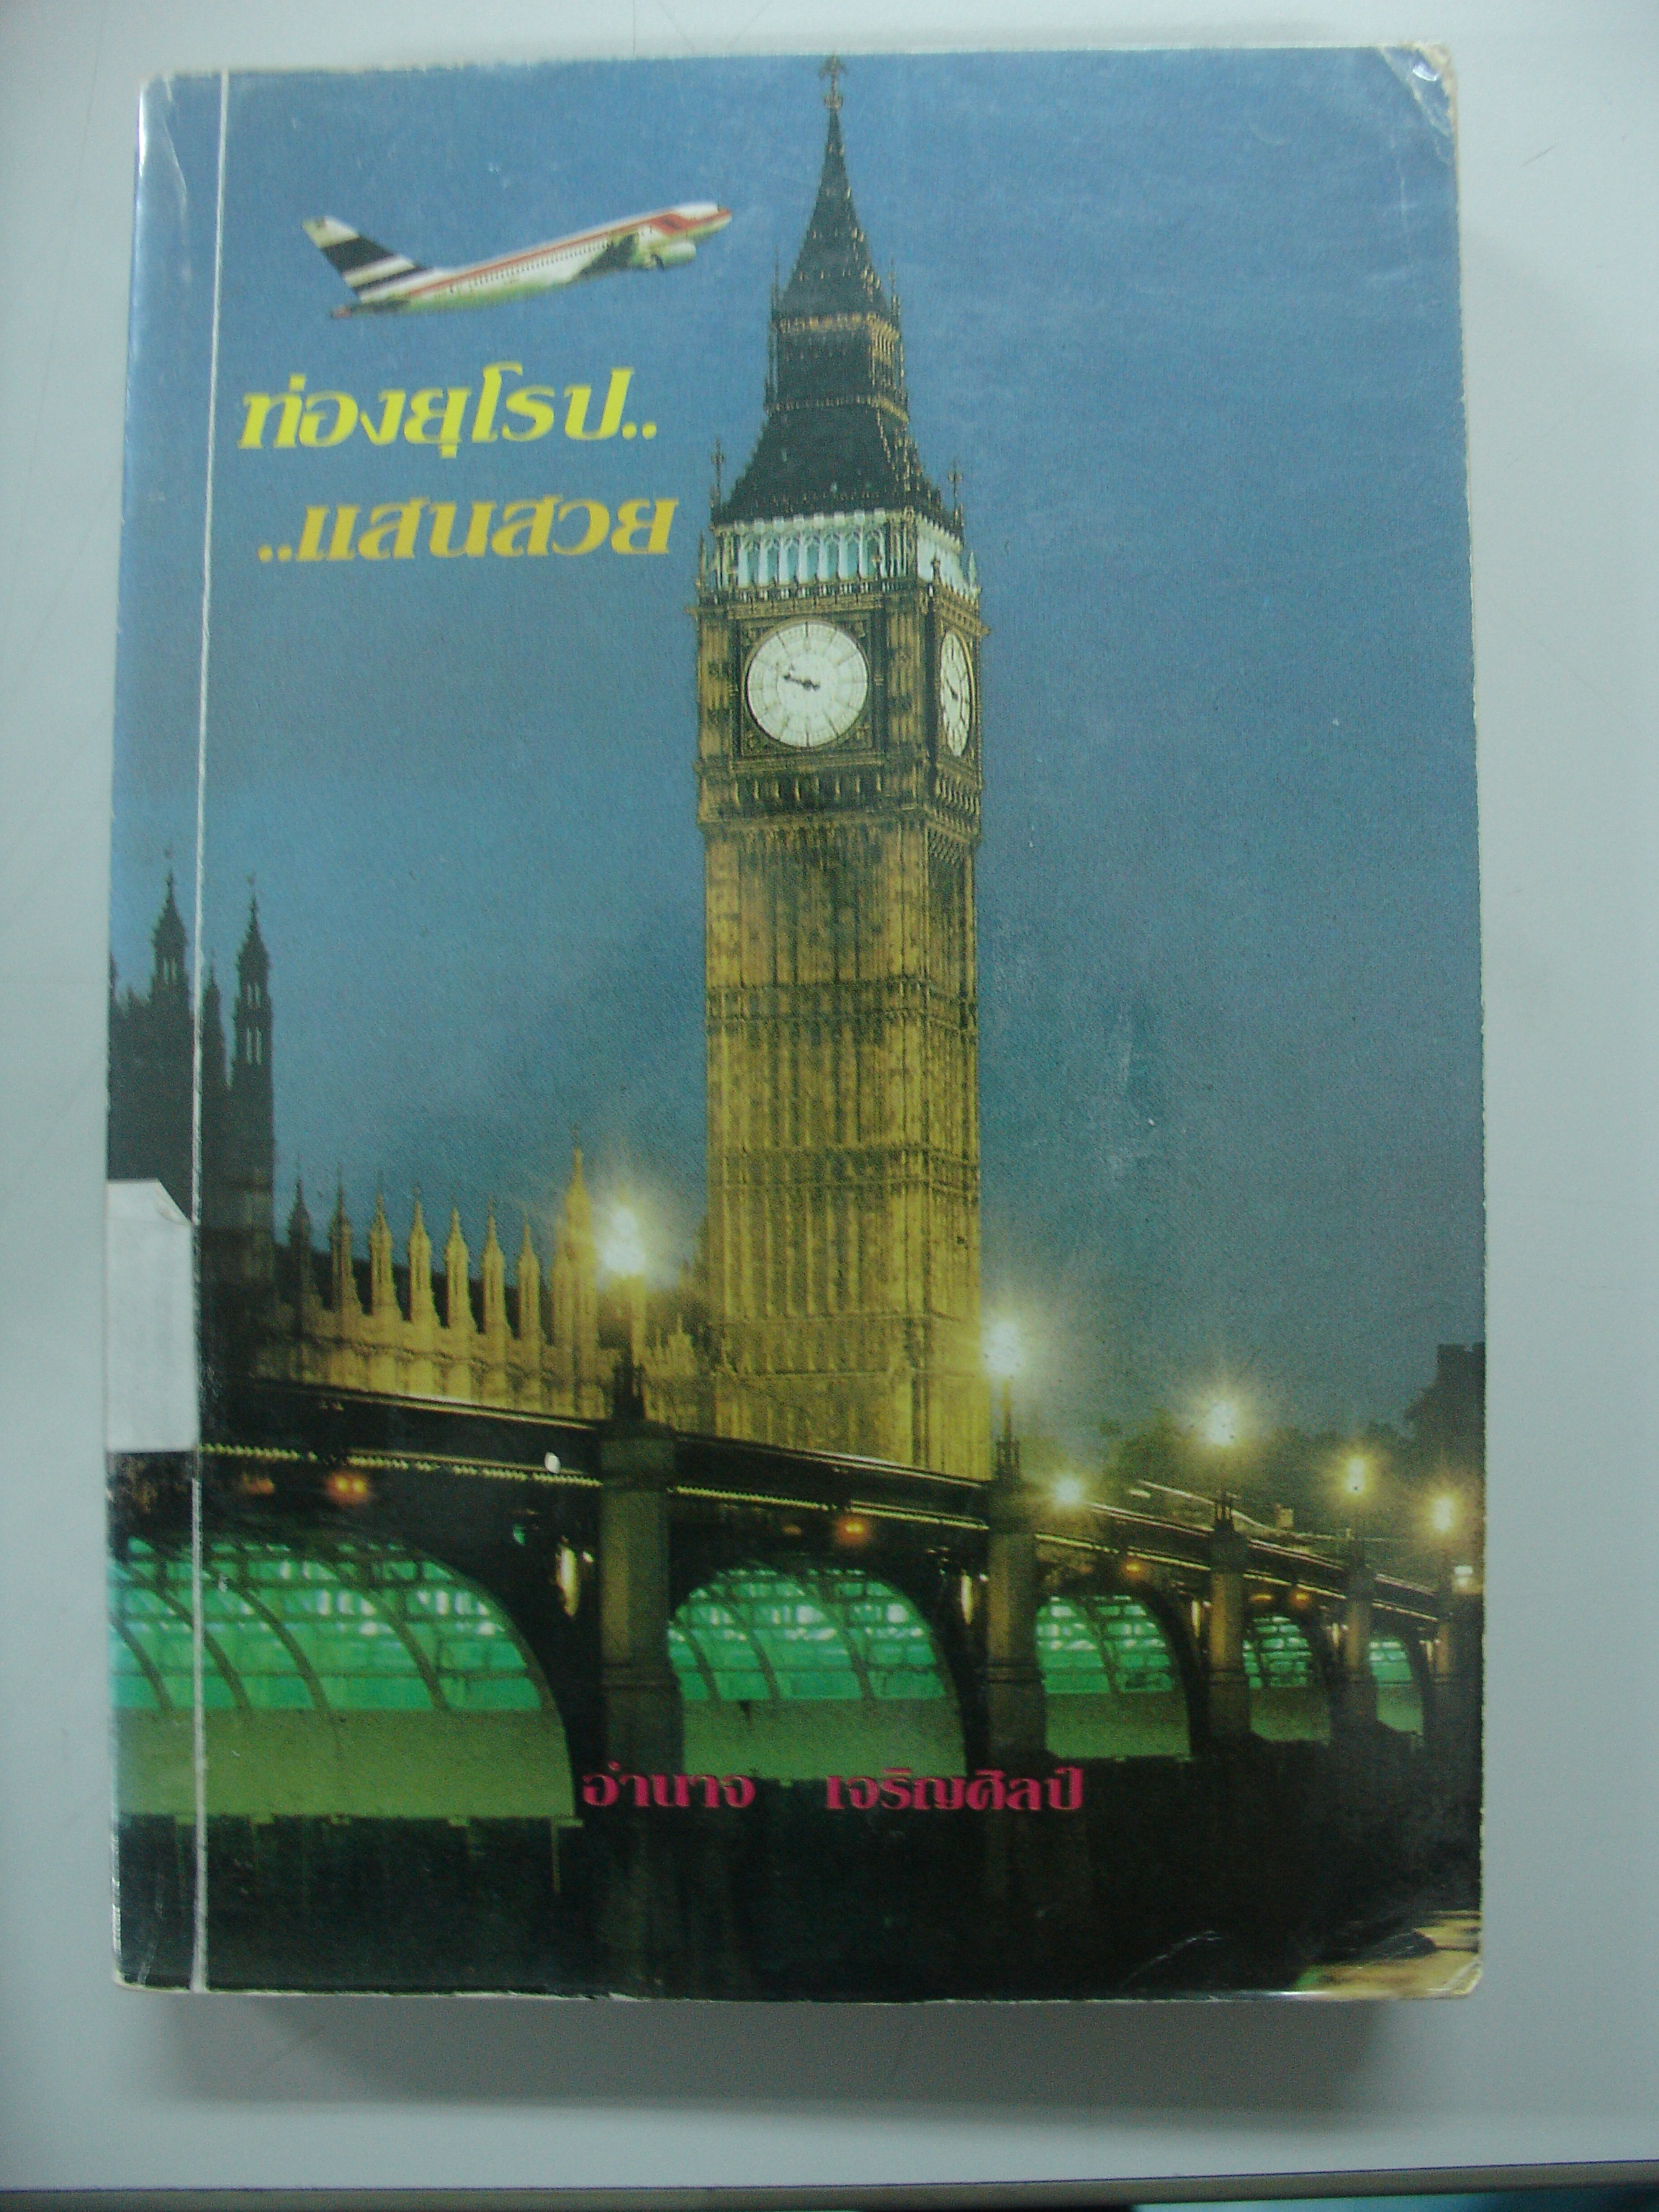 ท่องยุโรป..
..แสนสวย
อำนาจ เจริญศิลป์